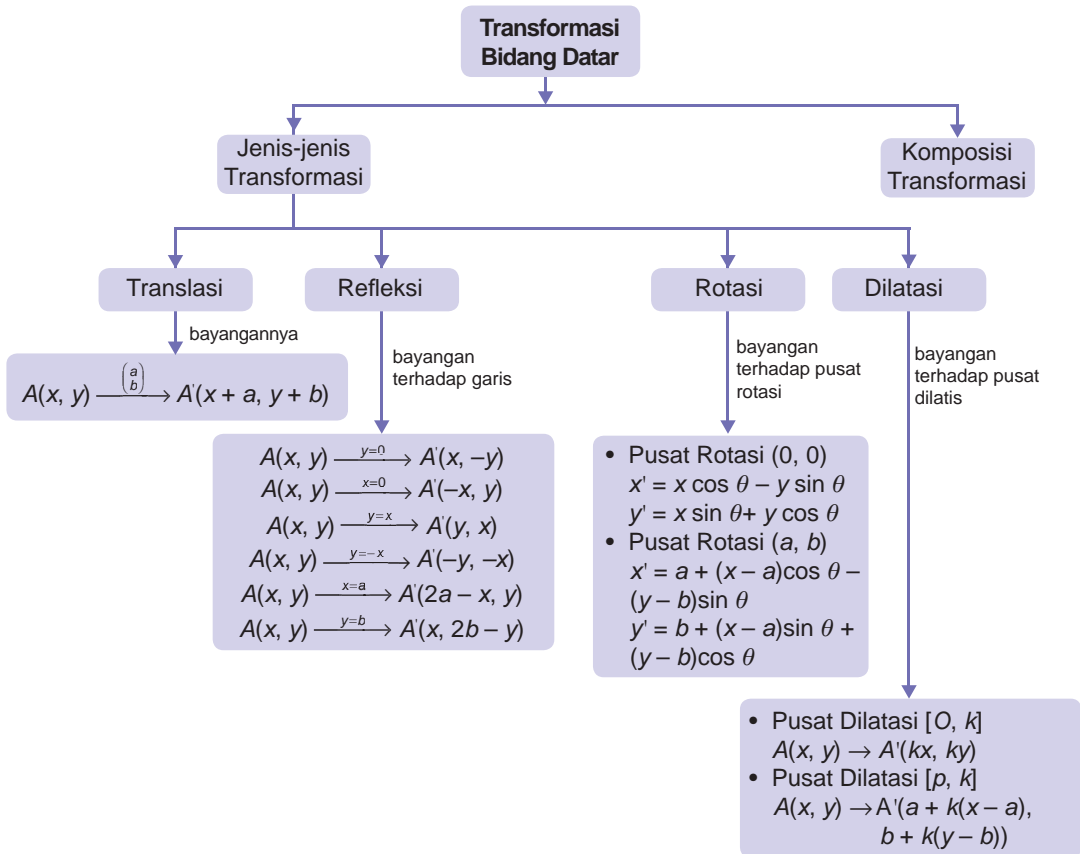 Transformasi
Bidang Datar
Jenis-jenis
Transformasi
Komposisi
Transformasi
Translasi
Refleksi
Rotasi
Dilatasi
bayangannya
A(x, y) —(a b)→ A'(x + a, y + b)
bayangan
terhadap garis
A(x, y) —y=0→ A'(x, –y)
A(x, y) —x=0→ A'(–x, y)
A(x, y) —y=x→ A'(y, x)
A(x, y) —y=–x→ A'(–y, –x)
A(x, y) —x=a→ A'(2a – x, y)
A(x, y) —y=b→ A'(x, 2b – y)
bayangan
terhadap pusat
rotasi
• Pusat Rotasi (0, 0)
x' = x cos θ – y sin θ
y' = x sin θ+ y cos θ
• Pusat Rotasi (a, b)
x' = a + (x – a)cos θ –
(y – b)sin θ
y' = b + (x – a)sin θ +
(y – b)cos θ
bayangan
terhadap pusat
dilatis
• Pusat Dilatasi [O, k]
A(x, y) → A'(kx, ky)
• Pusat Dilatasi [p, k]
A(x, y) → A'(a + k(x – a),
b + k(y – b))